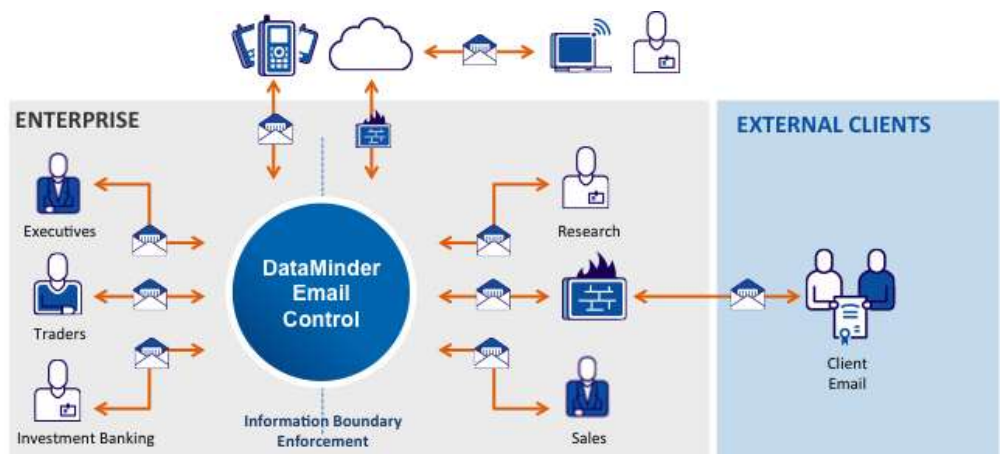 ENTERPRISE
EXTERNAL CLIENTS
Executives
Research
DataMinder
Email
Control
Traders
Client
Email
Investment Banking
Information Boundary
Enforcement
Sales